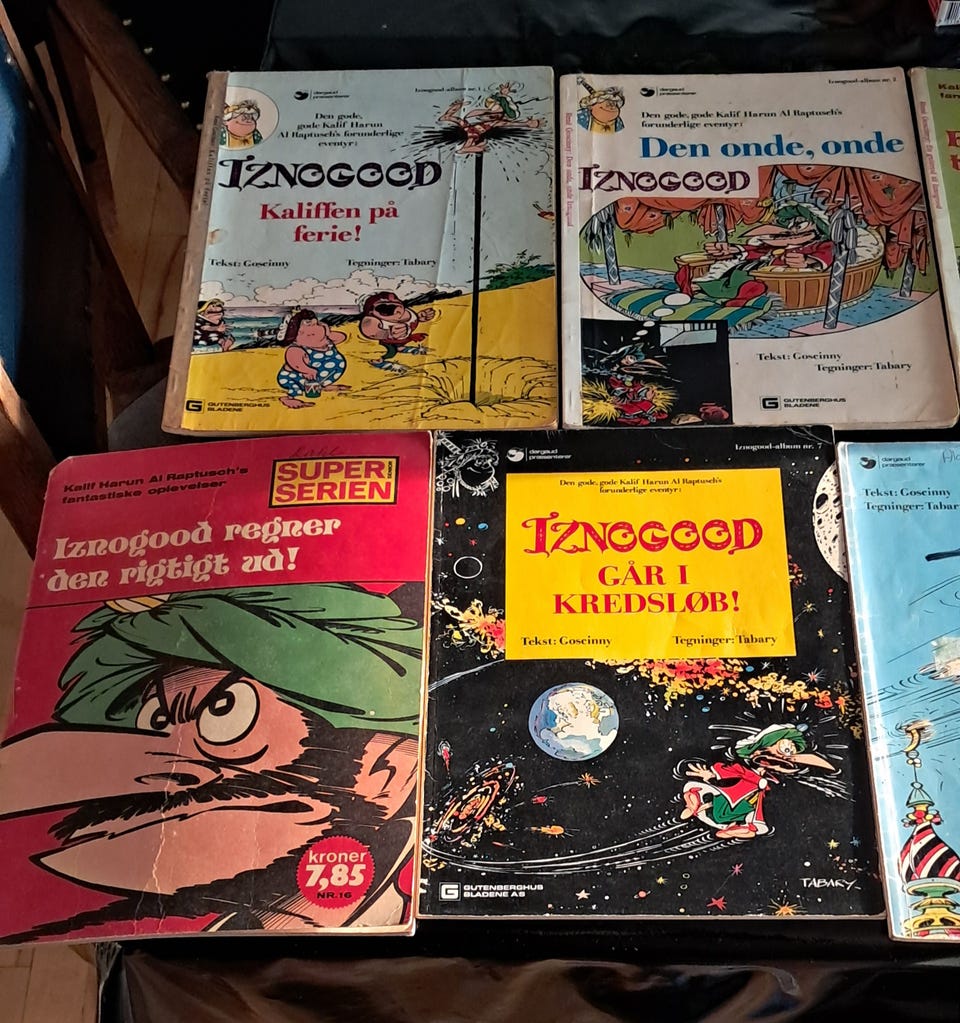 dargaud
præsenterer
Iznogood-album nr. 1
Den gode,
gode Kalif Harun
Al Raptusch's forunderlige
eventyr:
IZNOGOOD
Kaliffen på
ferie!
Tekst: Goscinny
Tegninger: Tabary
G GUTENBERGHUS
BLADENE
dargaud
præsenterer
Iznogood-album nr. 2
Den gode, gode Kalif Harun Al Raptusch's
forunderlige eventyr:
Den onde, onde
IZNOGOOD
Tekst: Goscinny
Tegninger: Tabary
G GUTENBERGHUS
BLADENE
Kalif Harun Al Raptusch's
fantastiske oplevelser
SUPER
SERIEN
Iznogood regner
den rigtigt ud!
kroner
7,85
NR.16
dargaud
præsenterer
Iznogood-album nr. 7
Den gode, gode Kalif Harun Al Raptusch's
forunderlige eventyr:
IZNOGOOD
GÅR I
KREDSLØB!
Tekst: Goscinny
Tegninger: Tabary
G GUTENBERGHUS
BLADENE AS
TABARY
dargaud
præsenterer
Tekst: Goscinny
Tegninger: Tabar